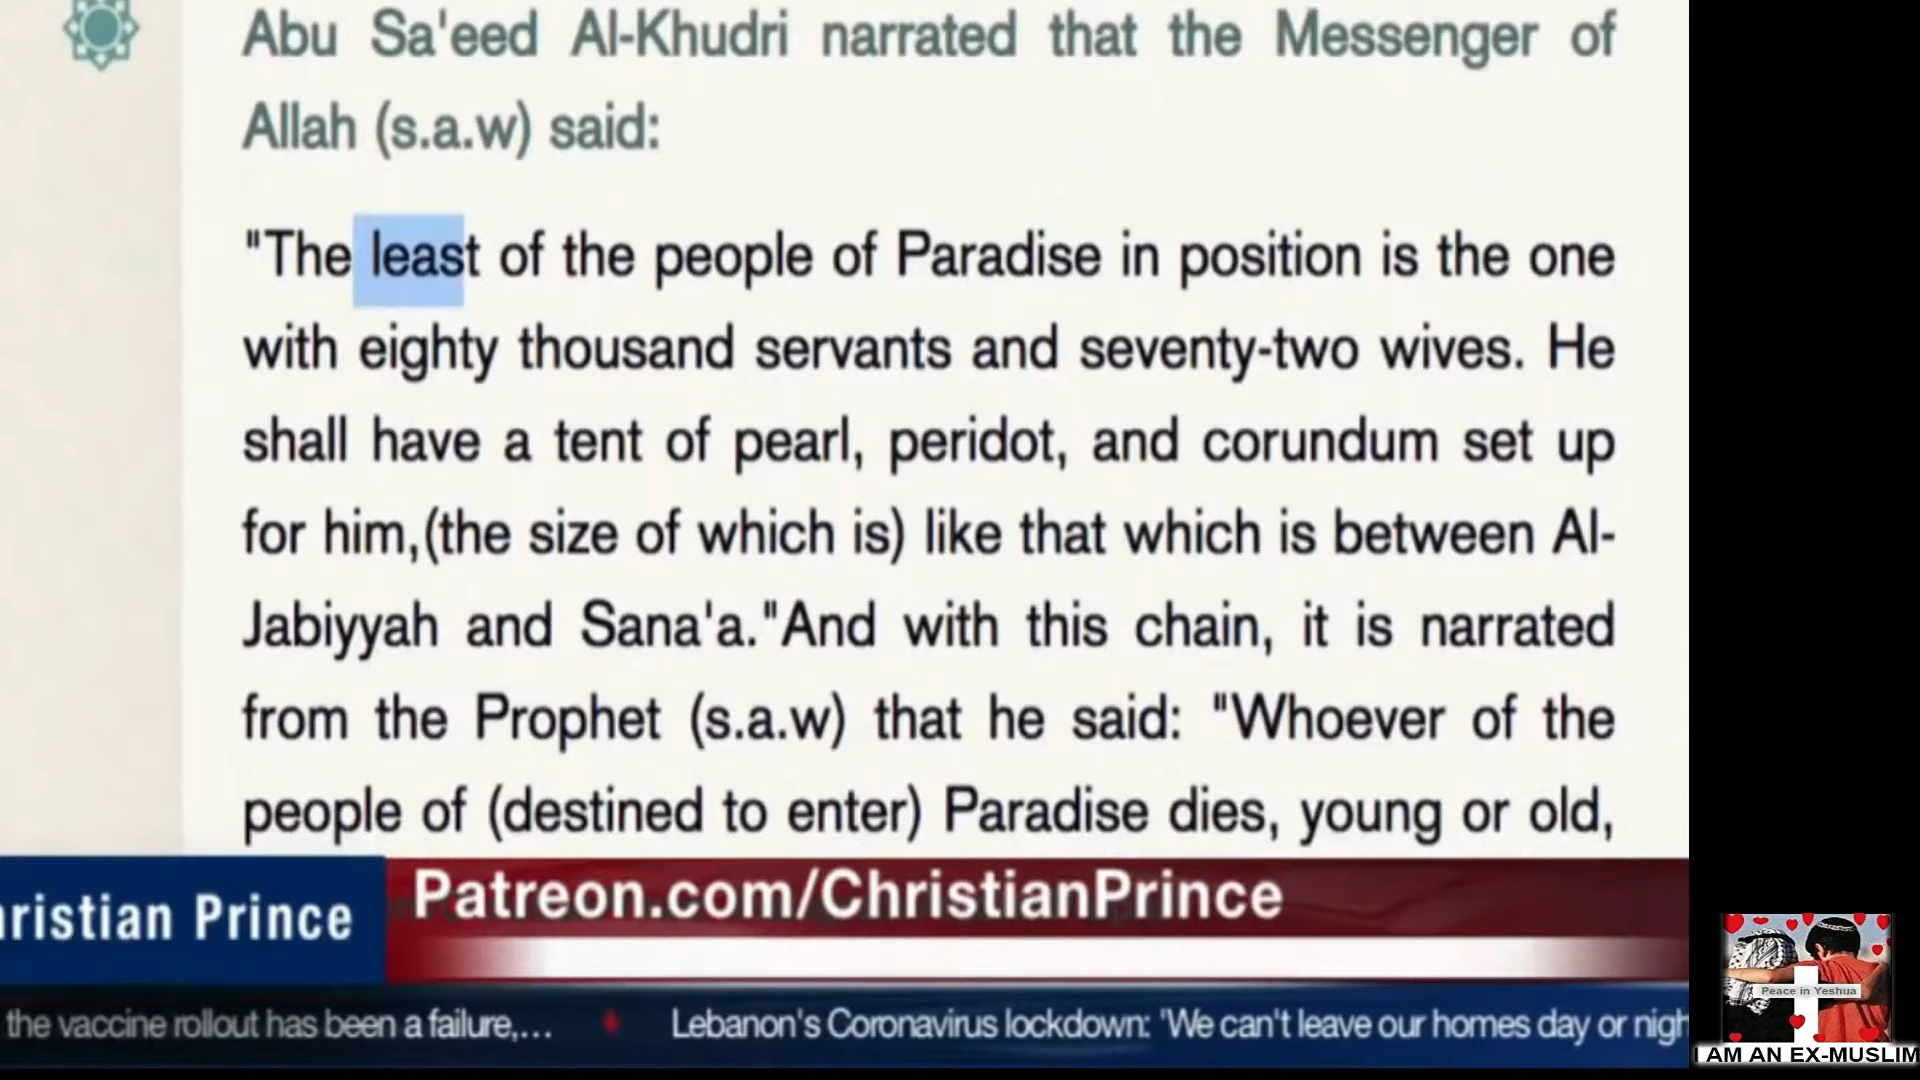 Abu Sa'eed Al-Khudri narrated that the Messenger of
Allah (s.a.w) said:
"The least of the people of Paradise in position is the one
with eighty thousand servants and seventy-two wives. He
shall have a tent of pearl, peridot, and corundum set up
for him,(the size of which is) like that which is between Al-
Jabiyyah and Sana'a."And with this chain, it is narrated
from the Prophet (s.a.w) that he said: "Whoever of the
people of (destined to enter) Paradise dies, young or old,
ristian Prince
Patreon.com/ChristianPrince
the vaccine rollout has been a failure,... Lebanon's Coronavirus lockdown: 'We can't leave our homes day or nigh
Peace in Yeshua
I AM AN EX-MUSLIM